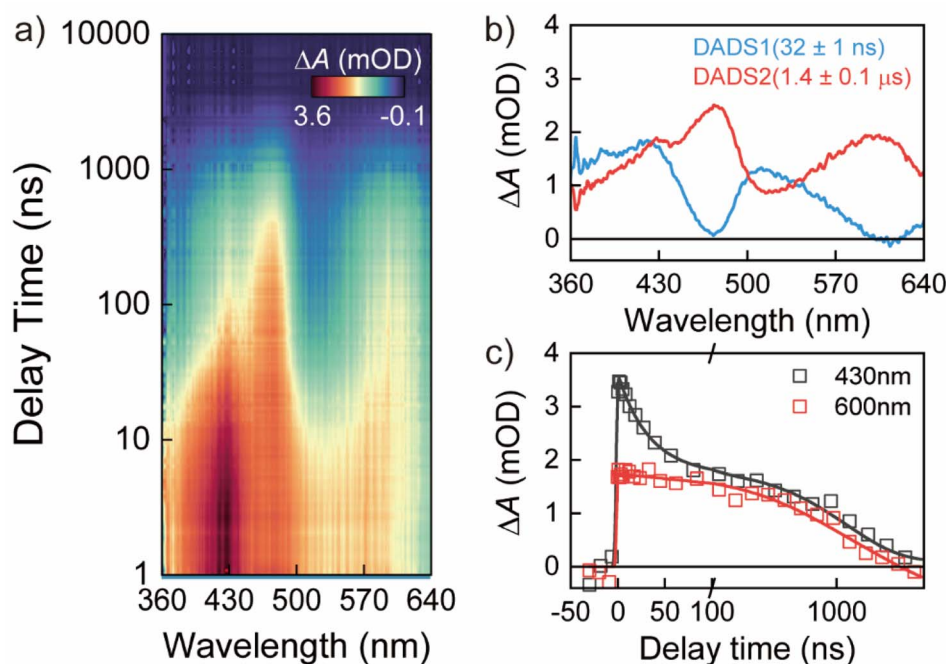 a)
10000
1000
100
10
1
Delay Time (ns)
ΔA (mOD)
3.6 -0.1
360 430 500 570 640
Wavelength (nm)
b)
4
3
2
1
0
ΔA (mOD)
DADS1(32 ± 1 ns)
DADS2(1.4 ± 0.1 μs)
360 430 500 570 640
Wavelength (nm)
c)
4
3
2
1
0
ΔA (mOD)
430nm
600nm
-50 0 50 100 1000
Delay time (ns)